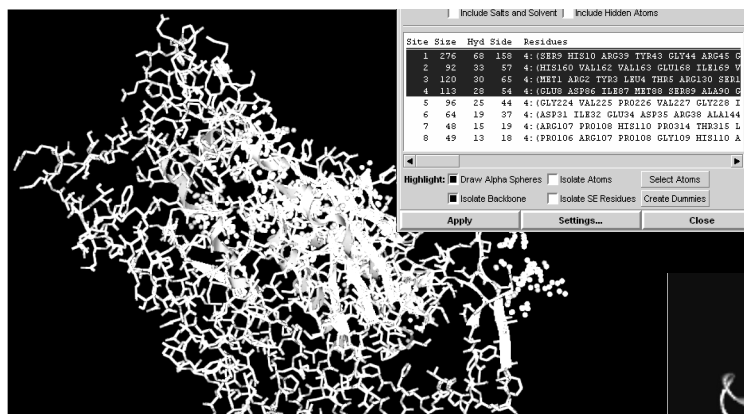 Include Salts and Solvent Include Hidden Atoms
Site Size Hyd Side Residues
1 276 68 158 4:(SER9 HIS10 ARG39 TYR43 GLY44 ARG45 G
2 92 33 57 4:(HIS160 VAL162 VAL163 GLU168 ILE169 V
3 120 30 65 4:(MET1 ARG2 TYR3 LEU4 THR5 ARG130 SER1
4 113 28 54 4:(GLU8 ASP86 ILE87 MET88 SER89 ALA90 G
5 96 25 44 4:(GLY224 VAL225 PRO226 VAL227 GLY228 I
6 64 19 37 4:(ASP31 ILE32 GLU34 ASP35 ARG38 ALA144
7 48 15 19 4:(ARG107 PRO108 HIS110 PRO314 THR315 L
8 49 13 18 4:(PRO106 ARG107 PRO108 GLY109 HIS110 A
Highlight: Draw Alpha Spheres Isolate Atoms Select Atoms
Isolate Backbone Isolate SE Residues Create Dummies
Apply Settings... Close